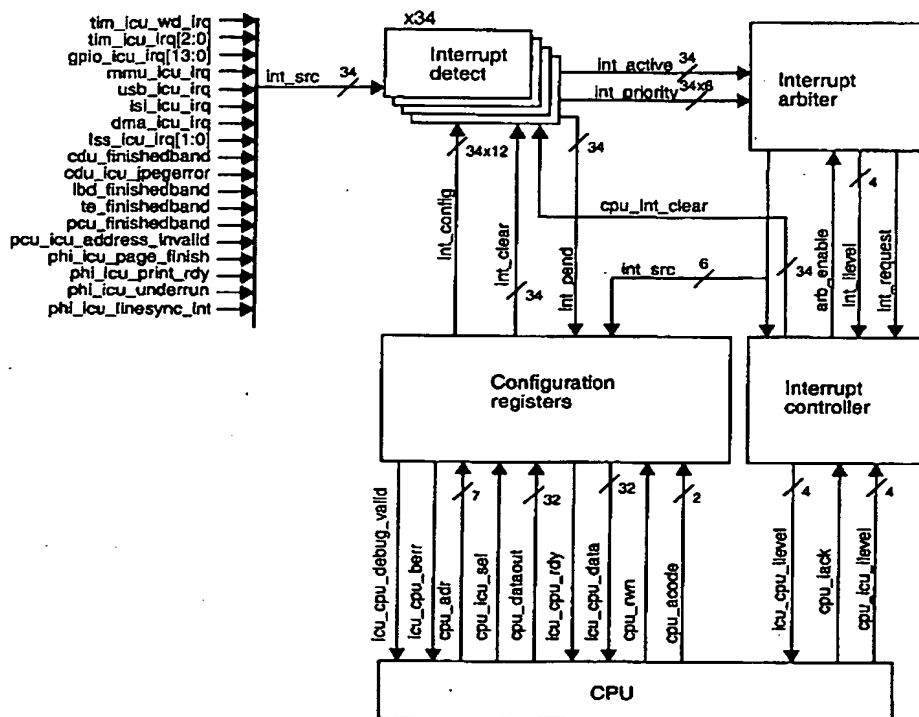 x34
tim_icu_wd_irq
tim_icu_irq[2:0]
gpio_icu_irq[13:0]
mmu_icu_irq
usb_icu_irq
isi_icu_irq
dma_icu_irq
lss_icu_irq[1:0]
cdu_finishedband
cdu_icu_jpegerror
lbd_finishedband
te_finishedband
pcu_finishedband
pcu_icu_address_invalid
phi_icu_page_finish
phi_icu_print_rdy
phi_icu_underrun
phi_icu_linesync_int
int_src
34
Interrupt
detect
int_active
34
int_priority
34x8
Interrupt
arbiter
34x12
34
int_config
int_clear
34
int_pend
cpu_int_clear
int_src
6
34
arb_enable
4
int_ilevel
int_request
Configuration
registers
Interrupt
controller
icu_cpu_debug_valid
icu_cpu_berr
cpu_adr
7
cpu_icu_sel
cpu_dataout
32
icu_cpu_rdy
icu_cpu_data
32
cpu_rwn
cpu_acode
2
icu_cpu_ilevel
4
cpu_iack
cpu_icu_ilevel
4
CPU